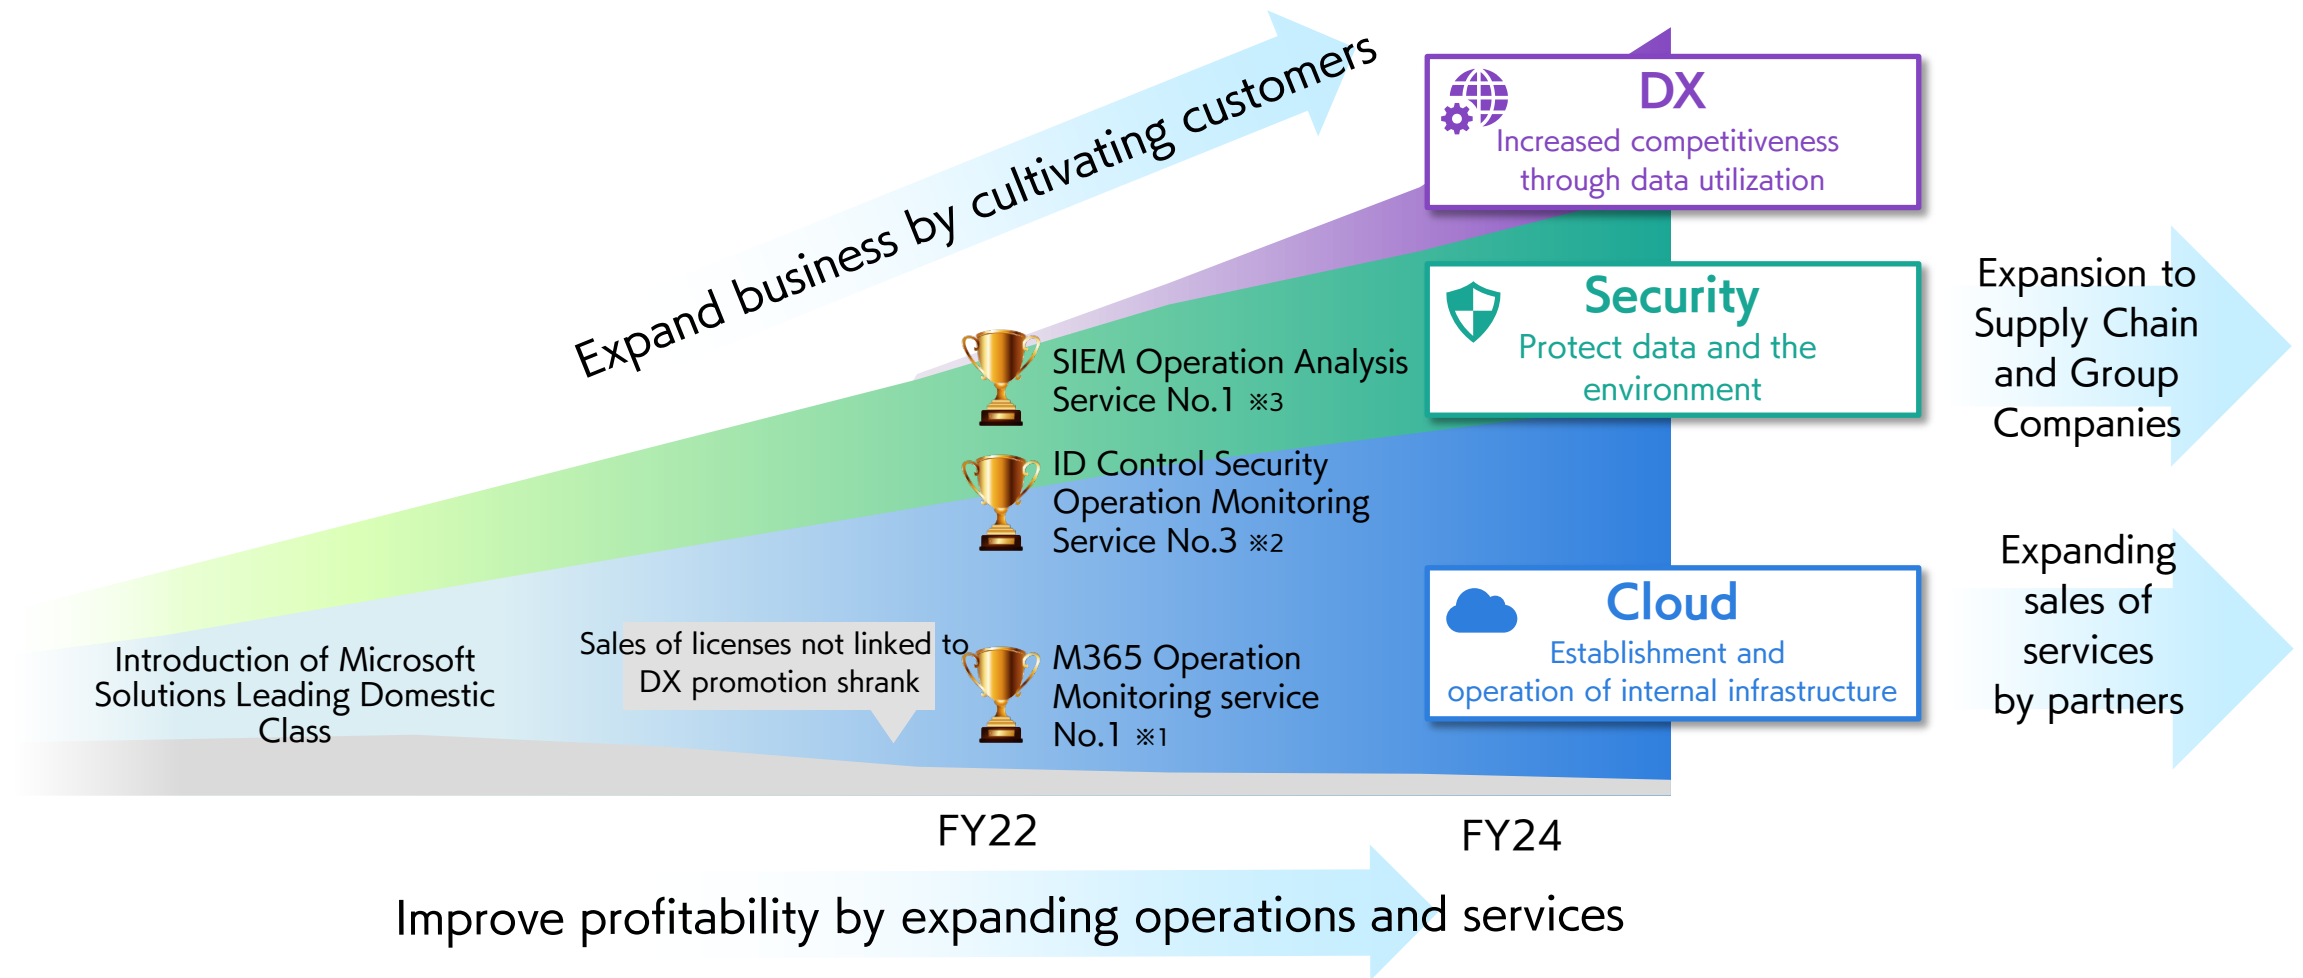 Expand business by cultivating customers
DX
Increased competitiveness
through data utilization
Security
Protect data and the
environment
Expansion to
Supply Chain
and Group
Companies
SIEM Operation Analysis
Service No.1 ※3
ID Control Security
Operation Monitoring
Service No.3 ※2
Introduction of Microsoft
Solutions Leading Domestic
Class
Sales of licenses not linked to
DX promotion shrank
M365 Operation
Monitoring service
No.1 ※1
Cloud
Establishment and
operation of internal infrastructure
Expanding
sales of
services
by partners
FY22
FY24
Improve profitability by expanding operations and services